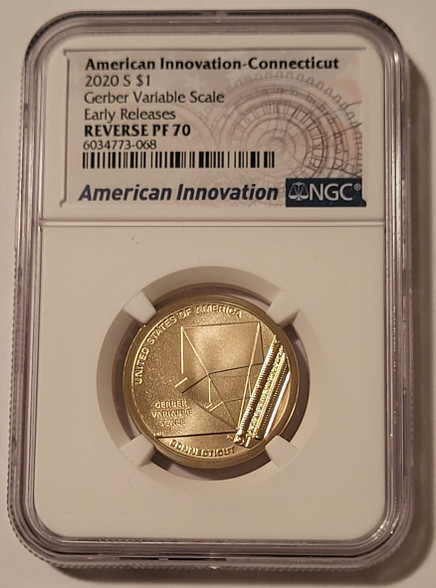 American Innovation-Connecticut
2020 S $1
Gerber Variable Scale
Early Releases
REVERSE PF 70
6034773-068
American Innovation NGC®
UNITED STATES OF AMERICA
GERBER
VARIABLE
SCALE
CONNECTICUT